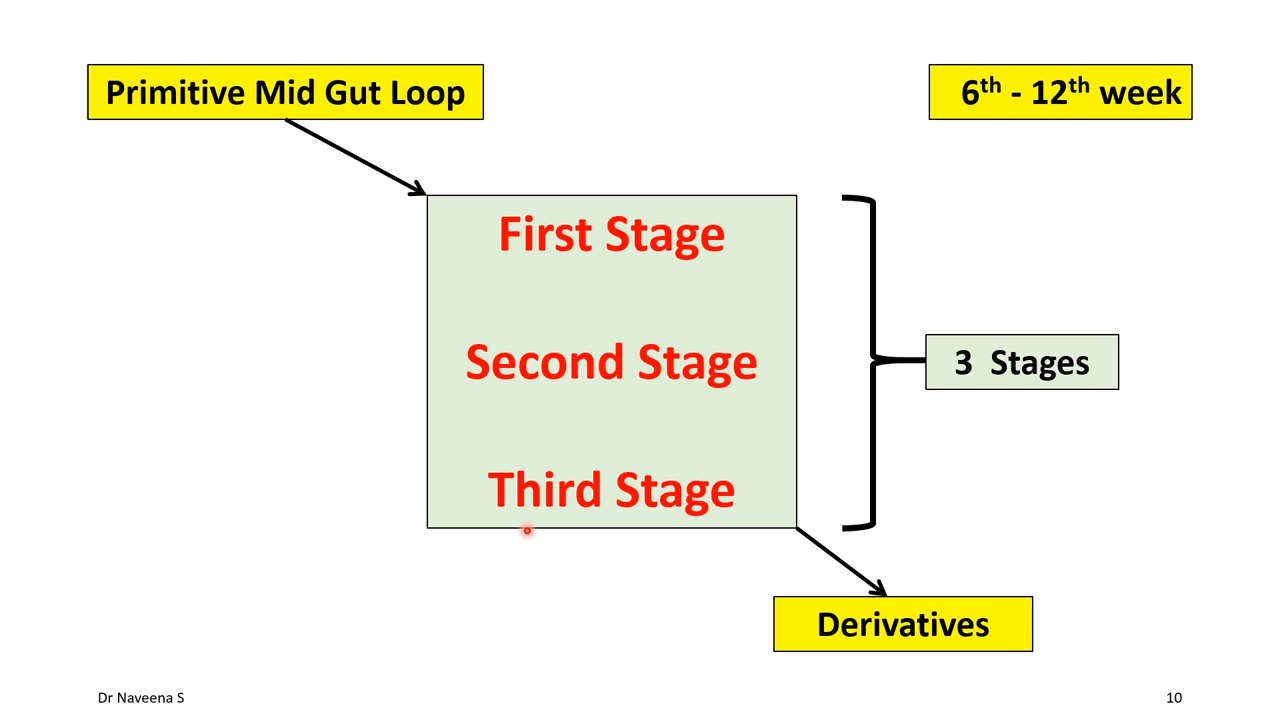 Primitive Mid Gut Loop
6th - 12th week
First Stage
Second Stage
Third Stage
3 Stages
Derivatives
Dr Naveena S
10